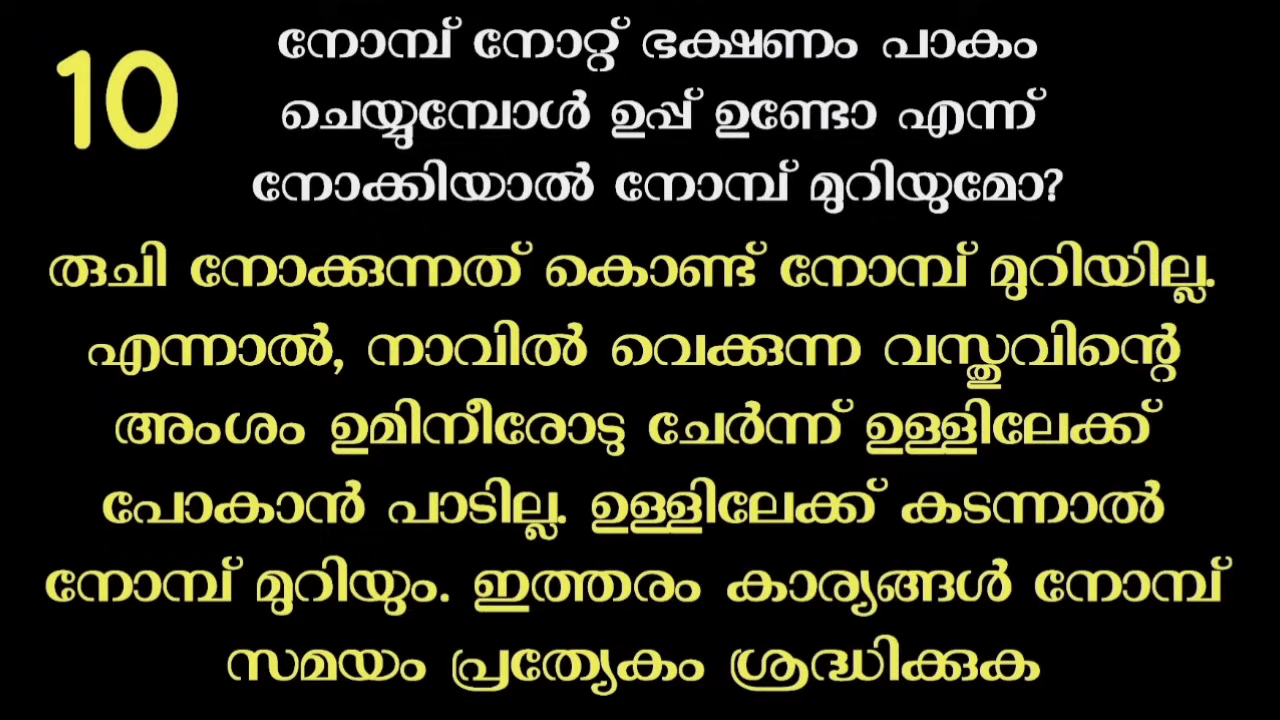 10
നോമ്പ് നോറ്റ് ഭക്ഷണം പാകം
ചെയ്യുമ്പോൾ ഉപ്പ് ഉണ്ടോ എന്ന്
നോക്കിയാൽ നോമ്പ് മുറിയുമോ?
രുചി നോക്കുന്നത് കൊണ്ട് നോമ്പ് മുറിയില്ല.
എന്നാൽ, നാവിൽ വെക്കുന്ന വസ്തുവിന്റെ
അംശം ഉമിനീരോടു ചേർന്ന് ഉള്ളിലേക്ക്
പോകാൻ പാടില്ല. ഉള്ളിലേക്ക് കടന്നാൽ
നോമ്പ് മുറിയും. ഇത്തരം കാര്യങ്ങൾ നോമ്പ്
സമയം പ്രത്യേകം ശ്രദ്ധിക്കുക